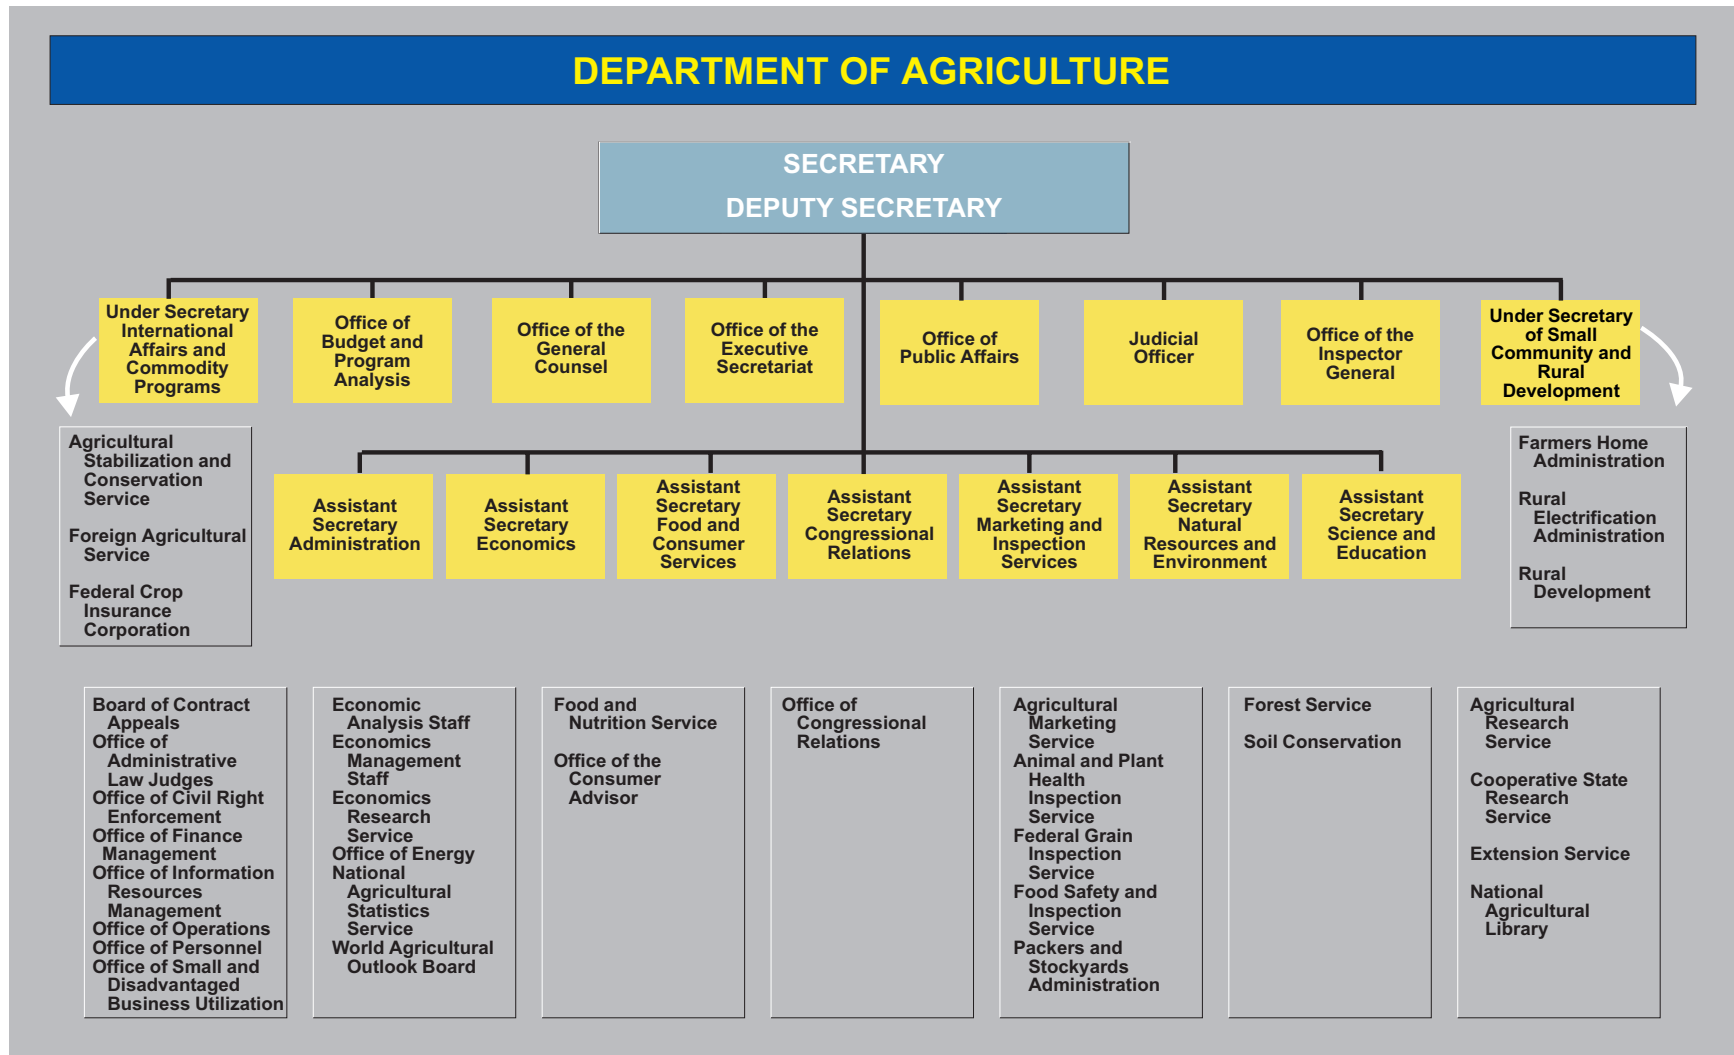 DEPARTMENT OF AGRICULTURE
SECRETARY
DEPUTY SECRETARY
Under Secretary
International
Affairs and
Commodity
Programs
Office of
Budget and
Program
Analysis
Office of the
General
Counsel
Office of the
Executive
Secretariat
Office of
Public Affairs
Judicial
Officer
Office of the
Inspector
General
Under Secretary
of Small
Community and
Rural
Development
Agricultural
Stabilization and
Conservation
Service
Foreign Agricultural
Service
Federal Crop
Insurance
Corporation
Assistant
Secretary
Administration
Assistant
Secretary
Economics
Assistant
Secretary
Food and
Consumer
Services
Assistant
Secretary
Congressional
Relations
Assistant
Secretary
Marketing and
Inspection
Services
Assistant
Secretary
Natural
Resources and
Environment
Assistant
Secretary
Science and
Education
Farmers Home
Administration
Rural
Electrification
Administration
Rural
Development
Board of Contract
Appeals
Office of
Administrative
Law Judges
Office of Civil Right
Enforcement
Office of Finance
Management
Office of Information
Resources
Management
Office of Operations
Office of Personnel
Office of Small and
Disadvantaged
Business Utilization
Economic
Analysis Staff
Economics
Management
Staff
Economics
Research
Service
Office of Energy
National
Agricultural
Statistics
Service
World Agricultural
Outlook Board
Food and
Nutrition Service
Office of the
Consumer
Advisor
Office of
Congressional
Relations
Agricultural
Marketing
Service
Animal and Plant
Health
Inspection
Service
Federal Grain
Inspection
Service
Food Safety and
Inspection
Service
Packers and
Stockyards
Administration
Forest Service
Soil Conservation
Agricultural
Research
Service
Cooperative State
Research
Service
Extension Service
National
Agricultural
Library